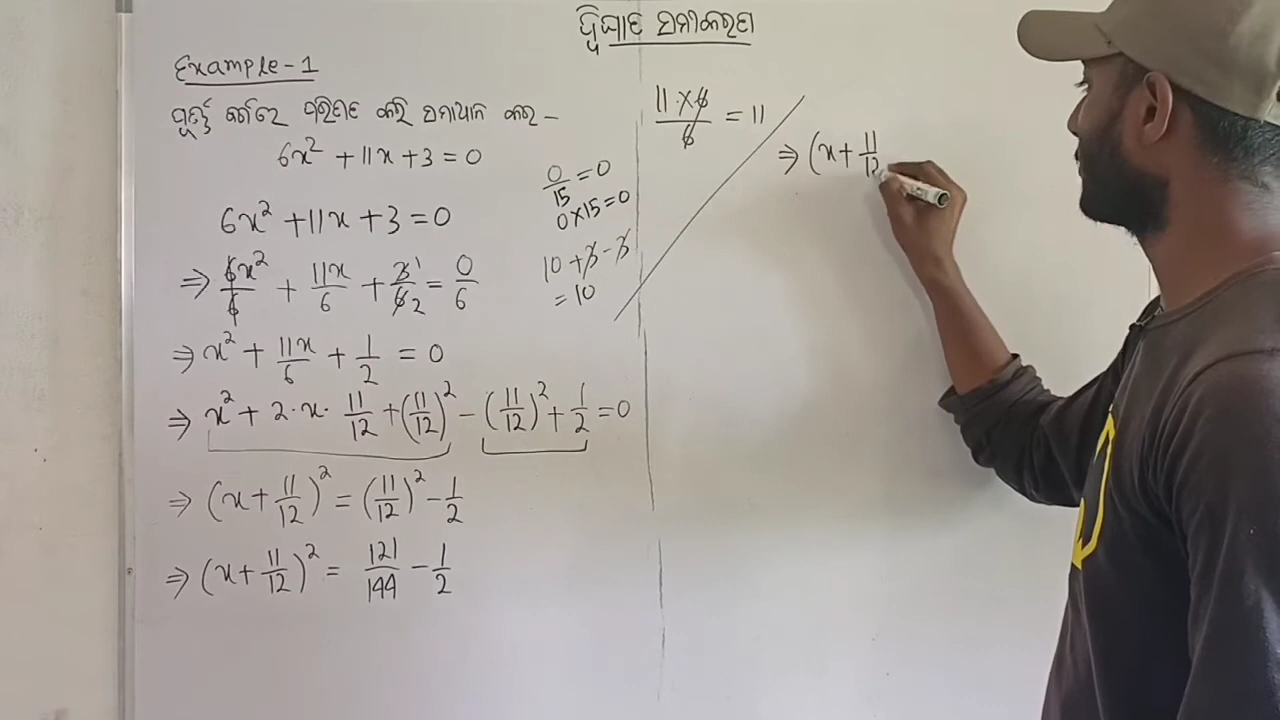 ଦ୍ୱିଘାତ ସମୀକରଣ
Example-1
ପୂର୍ଣ୍ଣ ବର୍ଗରେ ପରିଣତ କରି ସମାଧାନ କର –
6x² + 11x + 3 = 0
6x² + 11x + 3 = 0
⇒ 6x²/6 + 11x/6 + 3 1/6 2 = 0/6
⇒ x² + 11x/6 + 1/2 = 0
⇒ x² + 2·x· 11/12 + (11/12)² – (11/12)² + 1/2 = 0
⇒ (x + 11/12)² = (11/12)² – 1/2
⇒ (x + 11/12)² = 121/144 – 1/2
0/15 = 0
0×15 = 0
10 + 3 – 3
= 10
11×6/6 = 11
⇒ (x + 11/12